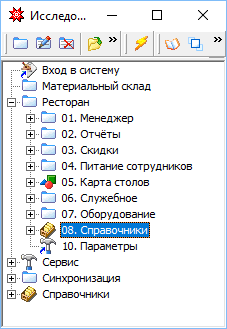 Исследо...
Вход в систему
Материальный склад
Ресторан
01. Менеджер
02. Отчёты
03. Скидки
04. Питание сотрудников
05. Карта столов
06. Служебное
07. Оборудование
08. Справочники
10. Параметры
Сервис
Синхронизация
Справочники